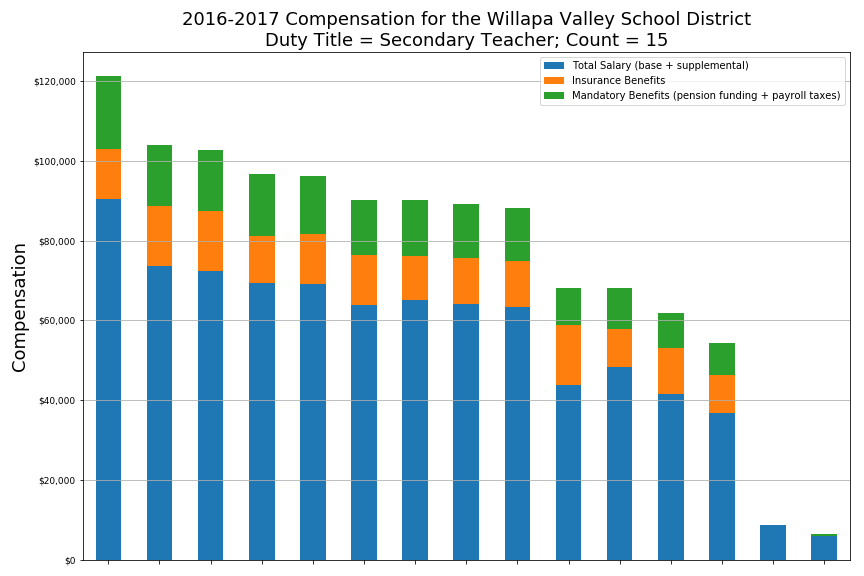 2016-2017 Compensation for the Willapa Valley School District
Duty Title = Secondary Teacher; Count = 15
Total Salary (base + supplemental)
Insurance Benefits
Mandatory Benefits (pension funding + payroll taxes)
Compensation
$120,000
$100,000
$80,000
$60,000
$40,000
$20,000
$0